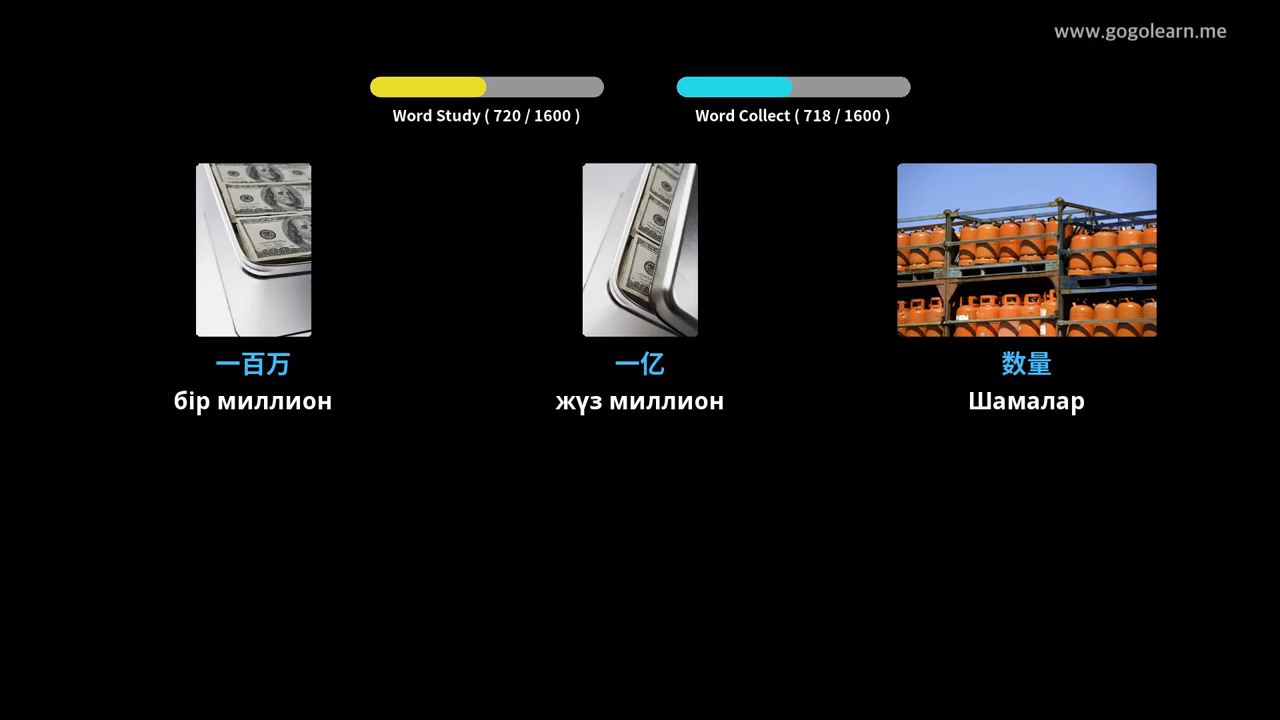 www.gogolearn.me
Word Study ( 720 / 1600 )
Word Collect ( 718 / 1600 )
一百万
бір миллион
一亿
жүз миллион
数量
Шамалар